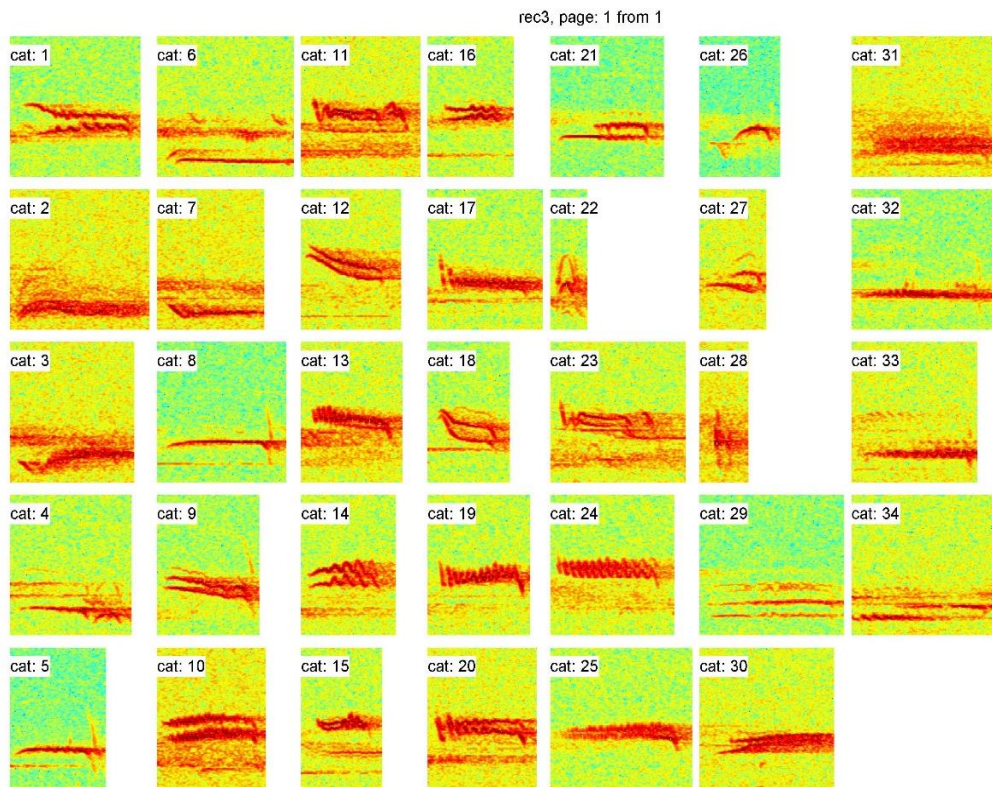 rec3, page: 1 from 1
cat: 1
cat: 6
cat: 11
cat: 16
cat: 21
cat: 26
cat: 31
cat: 2
cat: 7
cat: 12
cat: 17
cat: 22
cat: 27
cat: 32
cat: 3
cat: 8
cat: 13
cat: 18
cat: 23
cat: 28
cat: 33
cat: 4
cat: 9
cat: 14
cat: 19
cat: 24
cat: 29
cat: 34
cat: 5
cat: 10
cat: 15
cat: 20
cat: 25
cat: 30